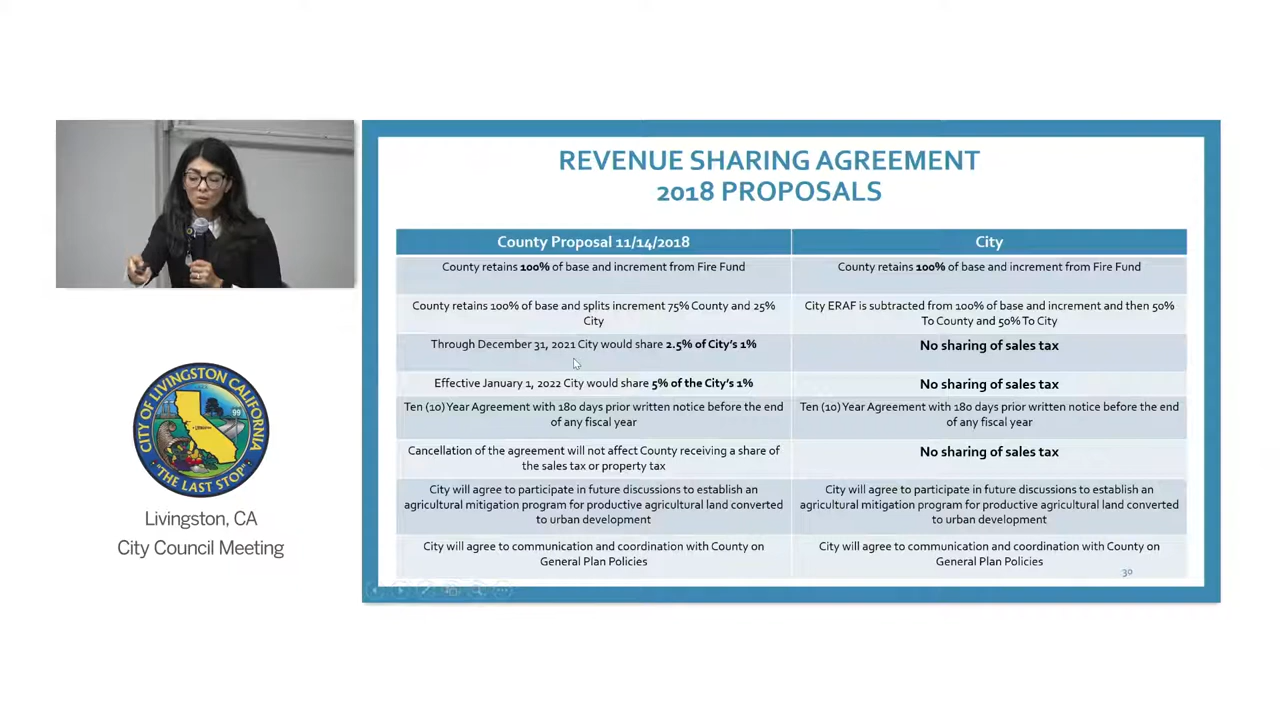 REVENUE SHARING AGREEMENT
2018 PROPOSALS
County Proposal 11/14/2018
City
County retains 100% of base and increment from Fire Fund
County retains 100% of base and increment from Fire Fund
County retains 100% of base and splits increment 75% County and 25%
City
City ERAF is subtracted from 100% of base and increment and then 50%
To County and 50% To City
Through December 31, 2021 City would share 2.5% of City's 1%
No sharing of sales tax
Effective January 1, 2022 City would share 5% of the City's 1%
No sharing of sales tax
Ten (10) Year Agreement with 180 days prior written notice before the end
of any fiscal year
Ten (10) Year Agreement with 180 days prior written notice before the end
of any fiscal year
Cancellation of the agreement will not affect County receiving a share of
the sales tax or property tax
No sharing of sales tax
City will agree to participate in future discussions to establish an
agricultural mitigation program for productive agricultural land converted
to urban development
City will agree to participate in future discussions to establish an
agricultural mitigation program for productive agricultural land converted
to urban development
City will agree to communication and coordination with County on
General Plan Policies
City will agree to communication and coordination with County on
General Plan Policies
30
CITY OF LIVINGSTON CALIFORNIA
99
"THE LAST STOP"
Livingston, CA
City Council Meeting